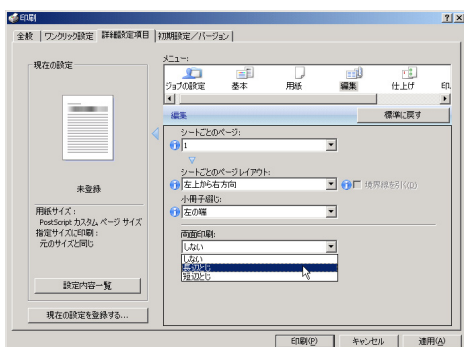 印刷
全般
ワンクリック設定
詳細設定項目
初期設定／バージョン
現在の設定
メニュー:
ジョブの設定
基本
用紙
編集
仕上げ
編集
標準に戻す
シートごとのページ:
1
シートごとのページレイアウト:
左上から右方向
境界線を引く(D)
小冊子綴じ:
左の端
未登録
用紙サイズ:
PostScript カスタム ページ サイズ
指定サイズに印刷:
元のサイズと同じ
両面印刷:
しない
しない
長辺とじ
短辺とじ
設定内容一覧
現在の設定を登録する...
印刷(P)
キャンセル
適用(A)